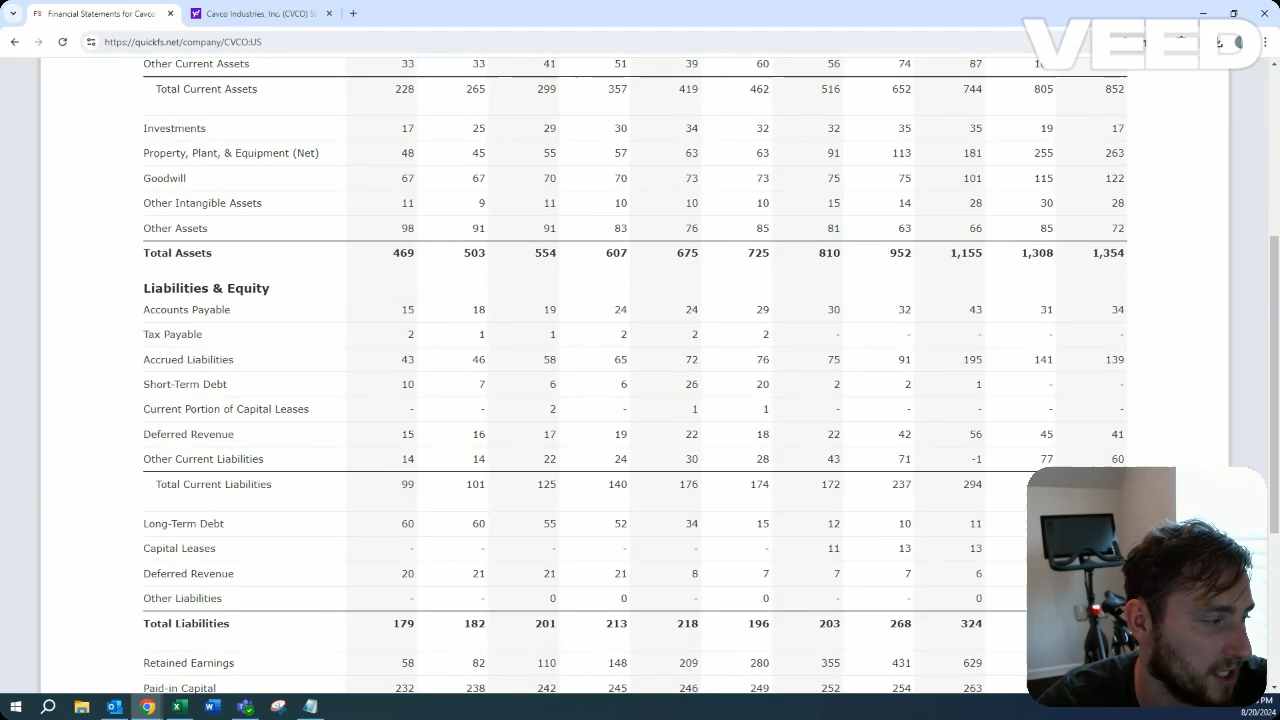 Financial Statements for Cavco
Cavco Industries, Inc. (CVCO) St
https://quickfs.net/company/CVCO:US
VEED
Other Current Assets 33 33 41 51 39 60 56 74 87
Total Current Assets 228 265 299 357 419 462 516 652 744 805 852
Investments 17 25 29 30 34 32 32 35 35 19 17
Property, Plant, & Equipment (Net) 48 45 55 57 63 63 91 113 181 255 263
Goodwill 67 67 70 70 73 73 75 75 101 115 122
Other Intangible Assets 11 9 11 10 10 10 15 14 28 30 28
Other Assets 98 91 91 83 76 85 81 63 66 85 72
Total Assets 469 503 554 607 675 725 810 952 1,155 1,308 1,354
Liabilities & Equity
Accounts Payable 15 18 19 24 24 29 30 32 43 31 34
Tax Payable 2 1 1 2 2 2 - - - - -
Accrued Liabilities 43 46 58 65 72 76 75 91 195 141 139
Short-Term Debt 10 7 6 6 26 20 2 2 1 - -
Current Portion of Capital Leases - - 2 - 1 1 - - - - -
Deferred Revenue 15 16 17 19 22 18 22 42 56 45 41
Other Current Liabilities 14 14 22 24 30 28 43 71 -1 77 60
Total Current Liabilities 99 101 125 140 176 174 172 237 294
Long-Term Debt 60 60 55 52 34 15 12 10 11
Capital Leases - - - - - - 11 13 13
Deferred Revenue 20 21 21 21 8 7 7 7 6
Other Liabilities - - 0 0 - 0 - - 0
Total Liabilities 179 182 201 213 218 196 203 268 324
Retained Earnings 58 82 110 148 209 280 355 431 629
Paid-in Capital 232 238 242 245 246 249 252 254 263
8/20/2024